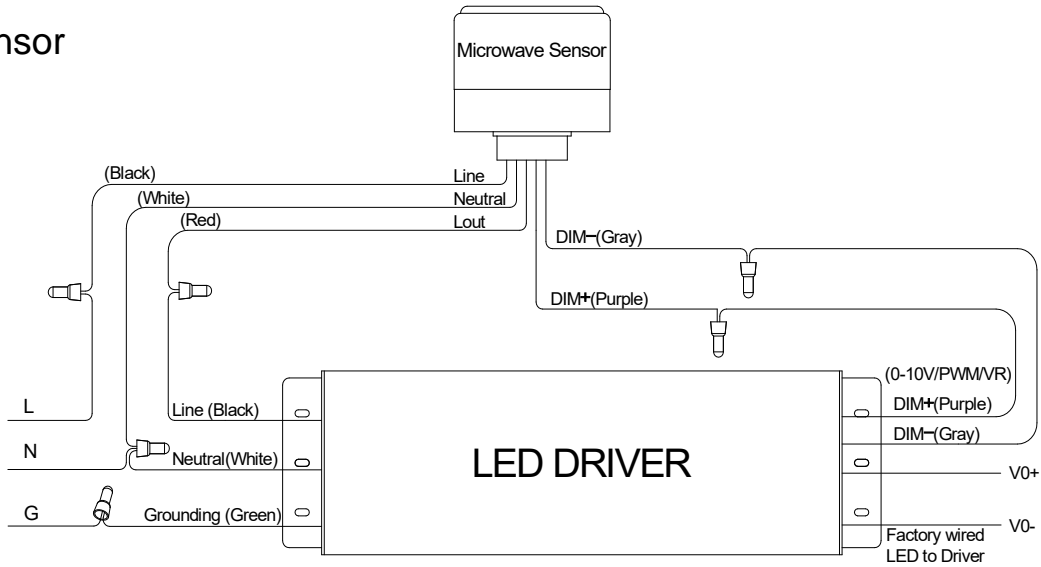 nsor
Microwave Sensor
(Black)
Line
(White)
Neutral
(Red)
Lout
DIM−(Gray)
DIM+(Purple)
(0-10V/PWM/VR)
L
Line (Black)
DIM+(Purple)
DIM−(Gray)
N
Neutral(White)
LED DRIVER
V0+
G
Grounding (Green)
V0-
Factory wired
LED to Driver